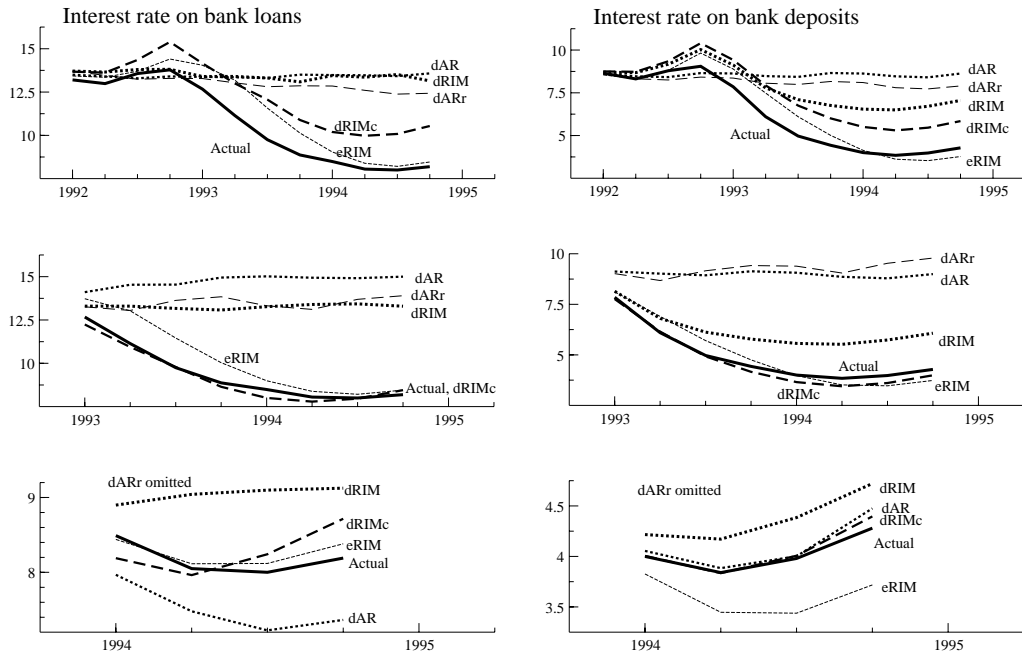 Interest rate on bank loans
15
12.5
10
dAR
dRIM
dARr
dRIMc
Actual
eRIM
1992
1993
1994
1995
Interest rate on bank deposits
10
7.5
5
dAR
dARr
dRIM
dRIMc
Actual
eRIM
1992
1993
1994
1995
15
12.5
10
dAR
dARr
dRIM
eRIM
Actual, dRIMc
1993
1994
1995
10
7.5
5
dARr
dAR
dRIM
Actual
eRIM
dRIMc
1993
1994
1995
dARr omitted
9
8
dRIM
dRIMc
eRIM
Actual
dAR
1994
1995
dARr omitted
4.5
4
3.5
dRIM
dAR
dRIMc
Actual
eRIM
1994
1995